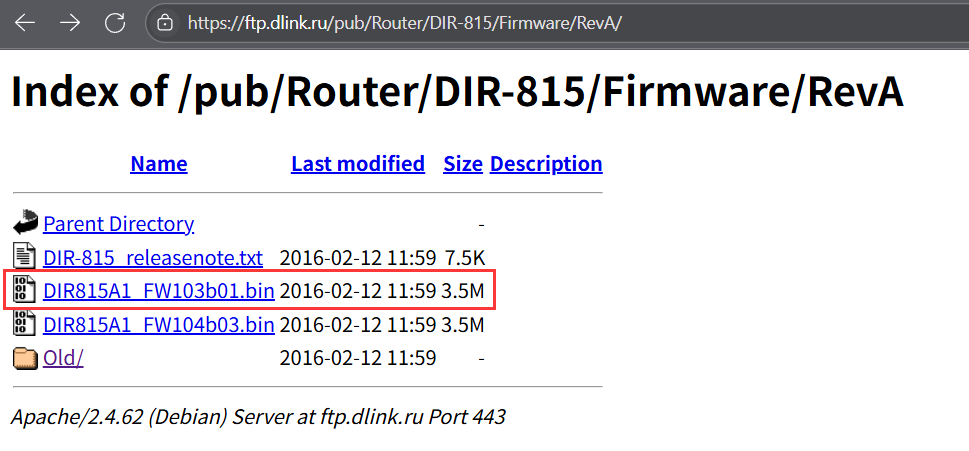 https://ftp.dlink.ru/pub/Router/DIR-815/Firmware/RevA/
Index of /pub/Router/DIR-815/Firmware/RevA
Name Last modified Size Description
Parent Directory -
DIR-815_releasenote.txt 2016-02-12 11:59 7.5K
DIR815A1_FW103b01.bin 2016-02-12 11:59 3.5M
DIR815A1_FW104b03.bin 2016-02-12 11:59 3.5M
Old/ 2016-02-12 11:59 -
Apache/2.4.62 (Debian) Server at ftp.dlink.ru Port 443